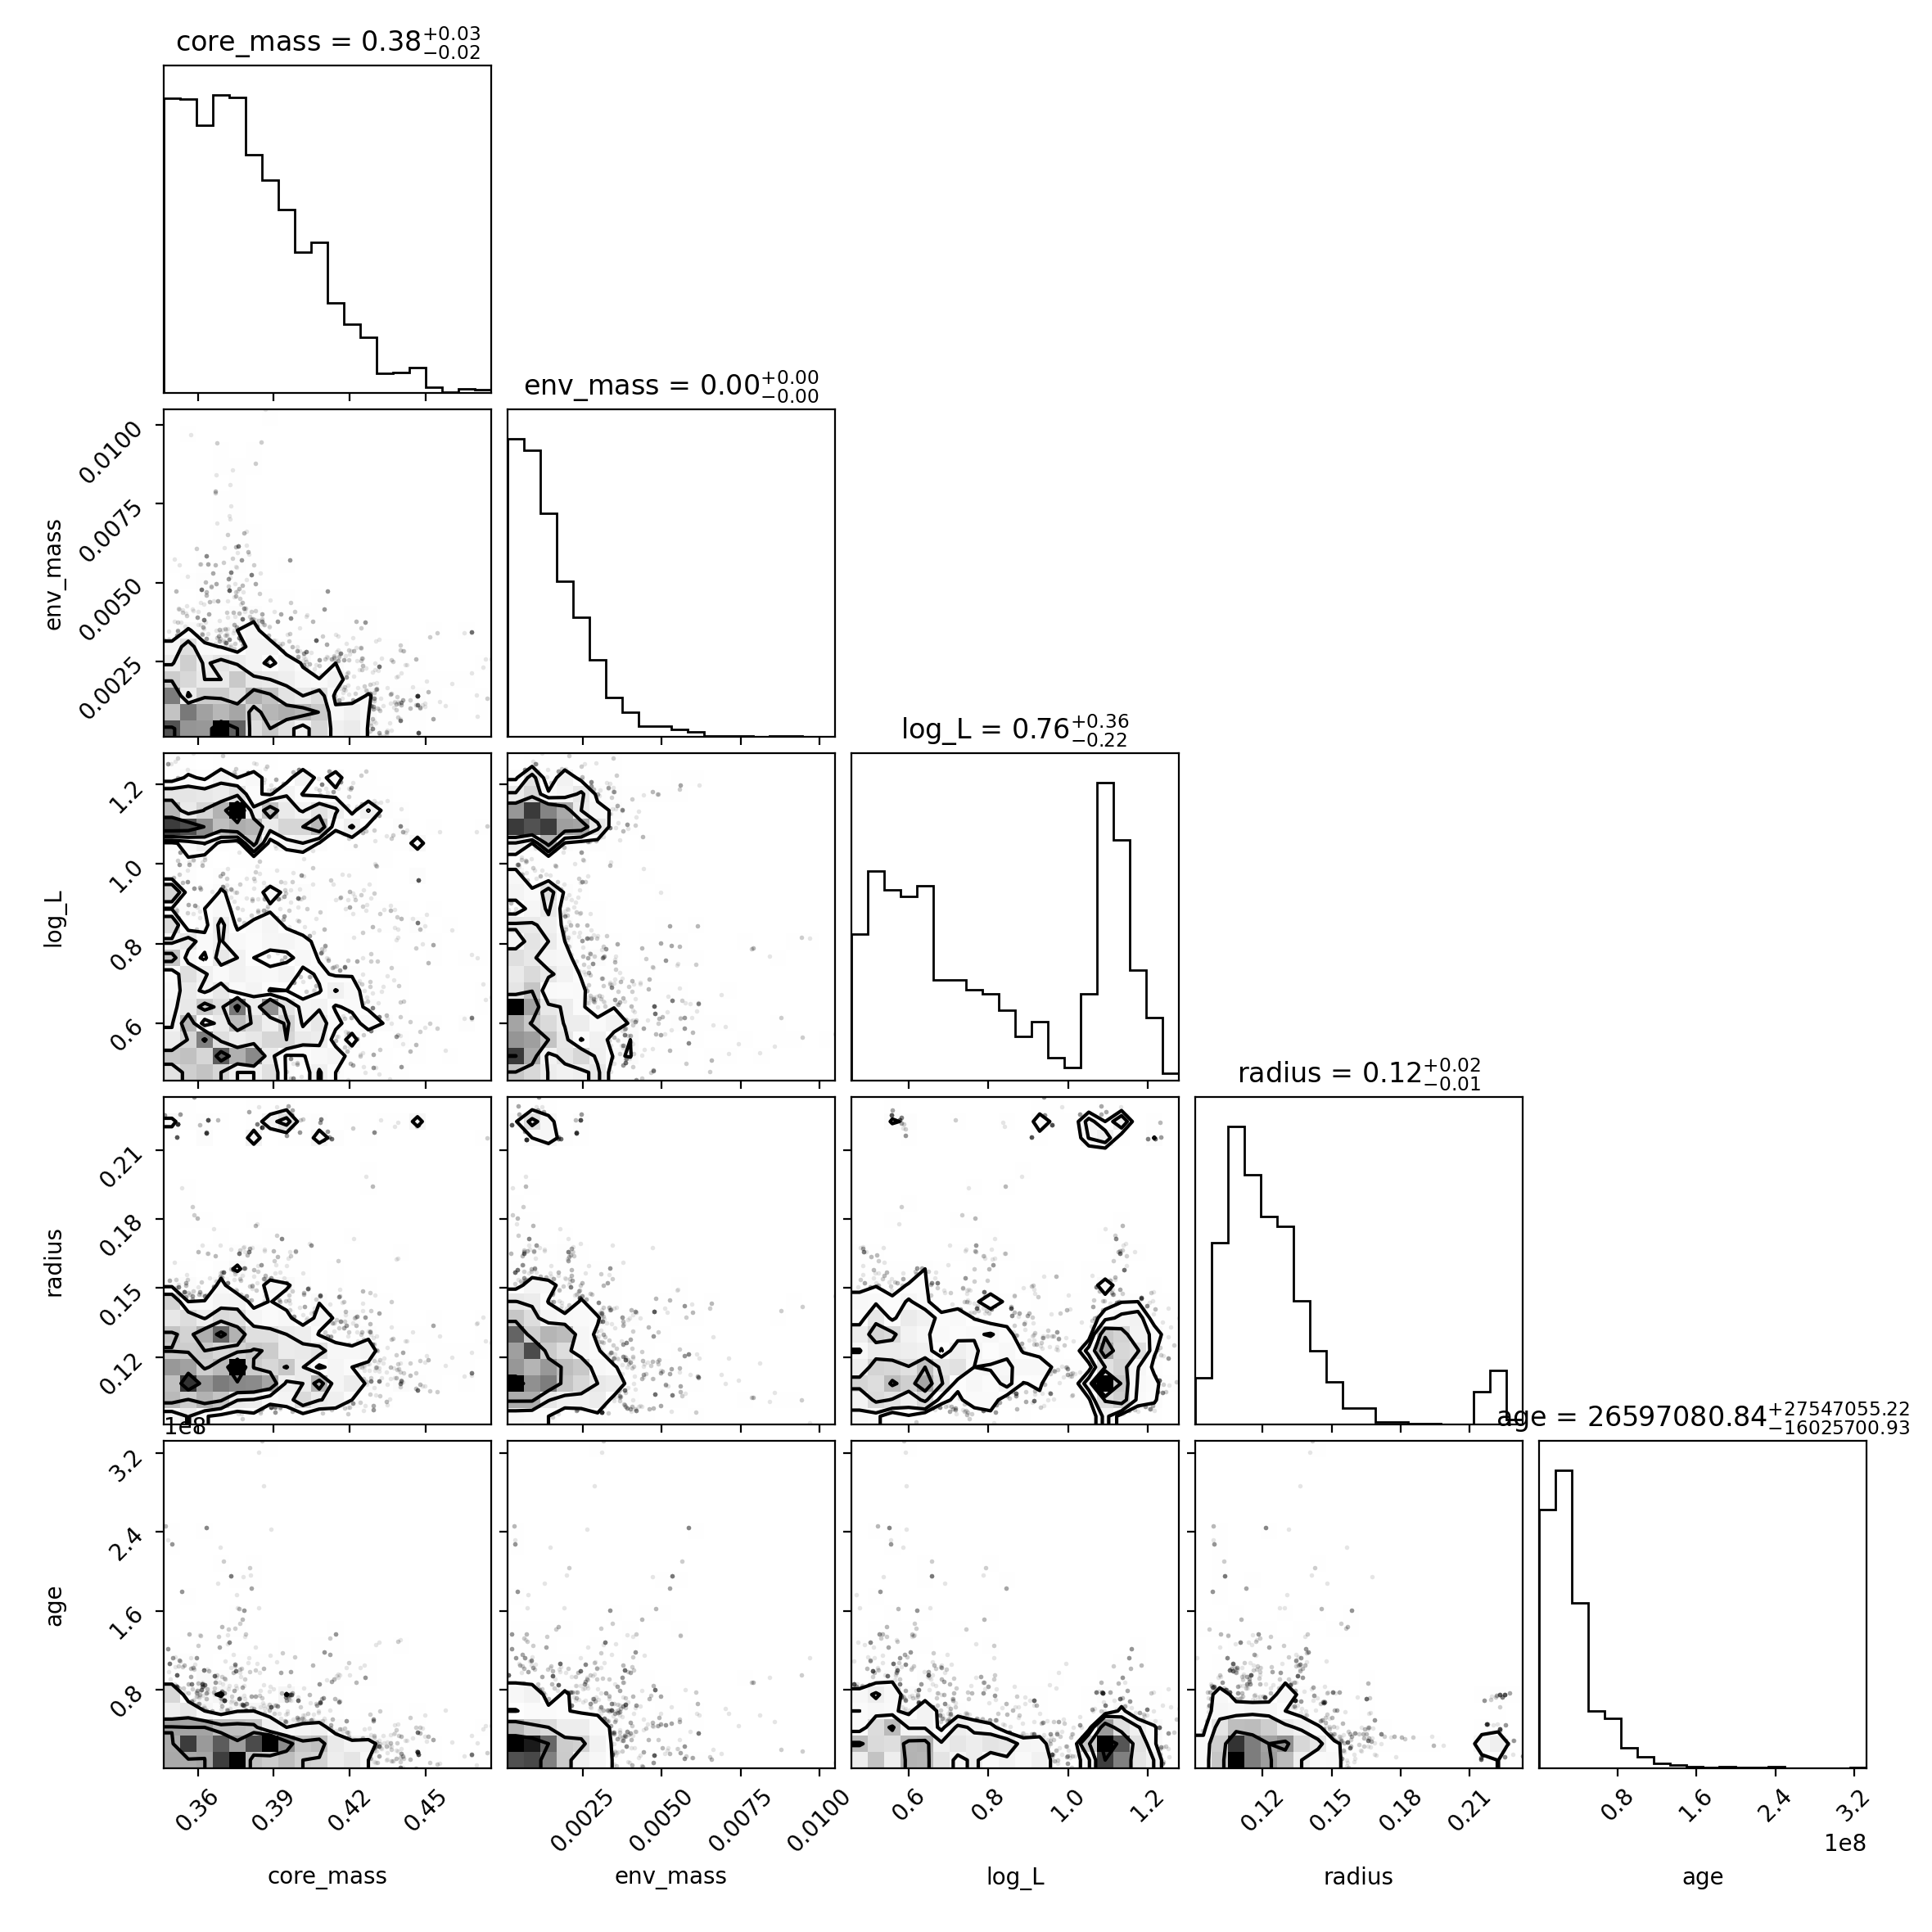 core_mass = 0.38+0.03−0.02
env_mass = 0.00+0.00−0.00
0.0100
0.0075
0.0050
0.0025
env_mass
log_L = 0.76+0.36−0.22
1.2
1.0
0.8
0.6
log_L
radius = 0.12+0.02−0.01
0.21
0.18
0.15
0.12
radius
1e8
age = 26597080.84+27547055.22−16025700.93
3.2
2.4
1.6
0.8
age
0.36 0.39 0.42 0.45
0.0025 0.0050 0.0075 0.0100
0.6 0.8 1.0 1.2
0.12 0.15 0.18 0.21
0.8 1.6 2.4 3.2
1e8
core_mass env_mass log_L radius age